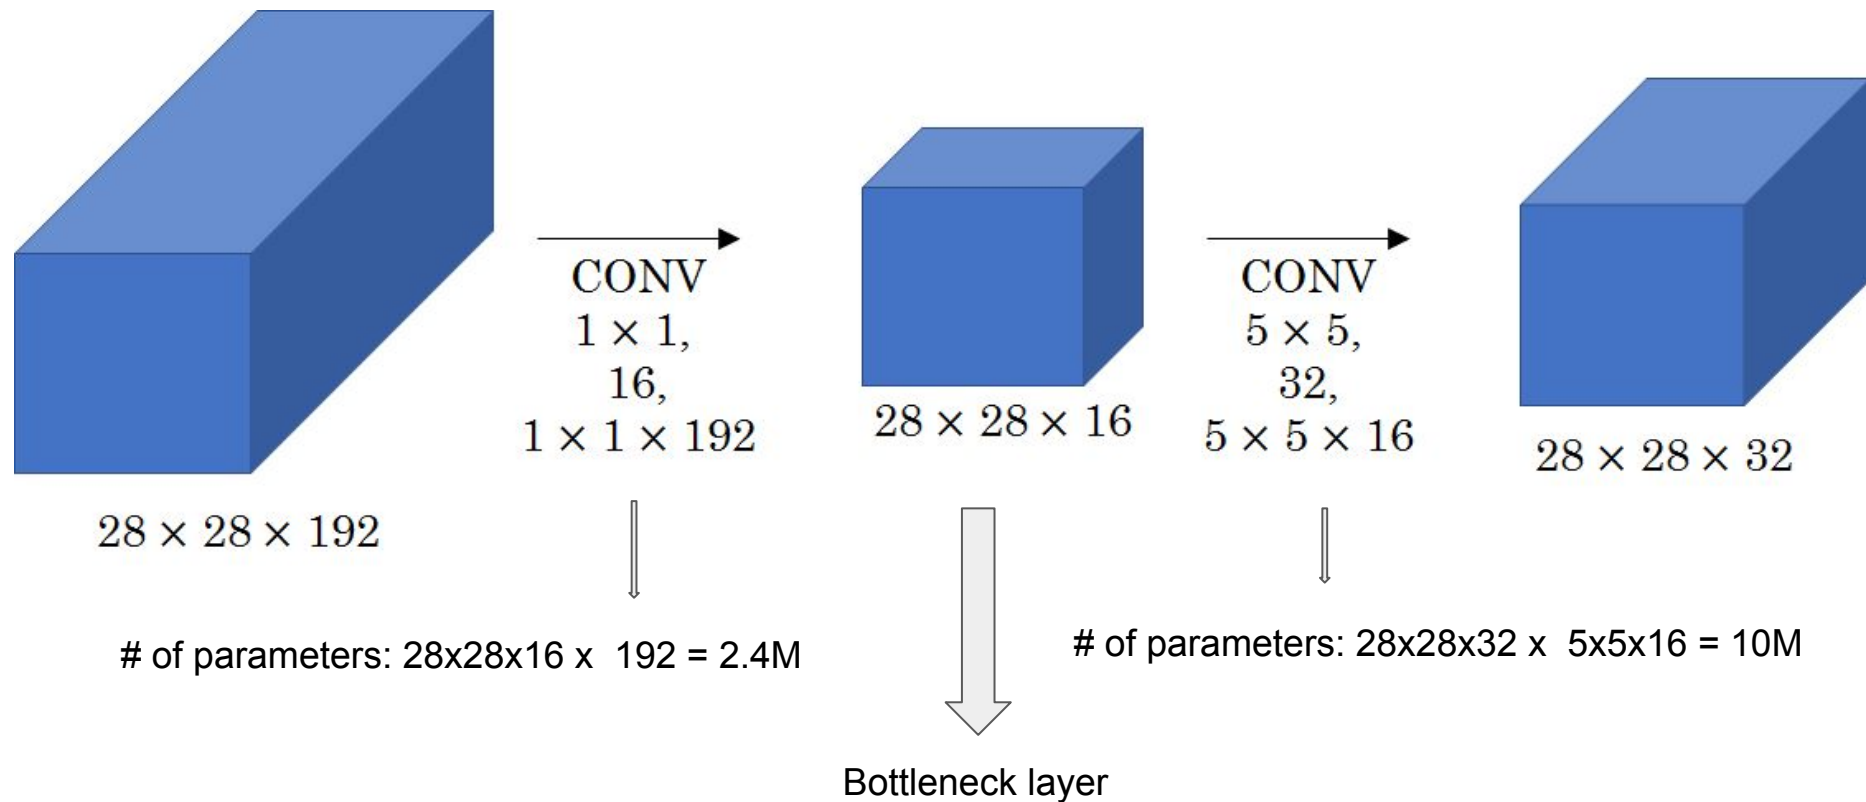 28 × 28 × 192
CONV
1 × 1,
16,
1 × 1 × 192
28 × 28 × 16
CONV
5 × 5,
32,
5 × 5 × 16
28 × 28 × 32
# of parameters: 28x28x16 x 192 = 2.4M
# of parameters: 28x28x32 x 5x5x16 = 10M
Bottleneck layer